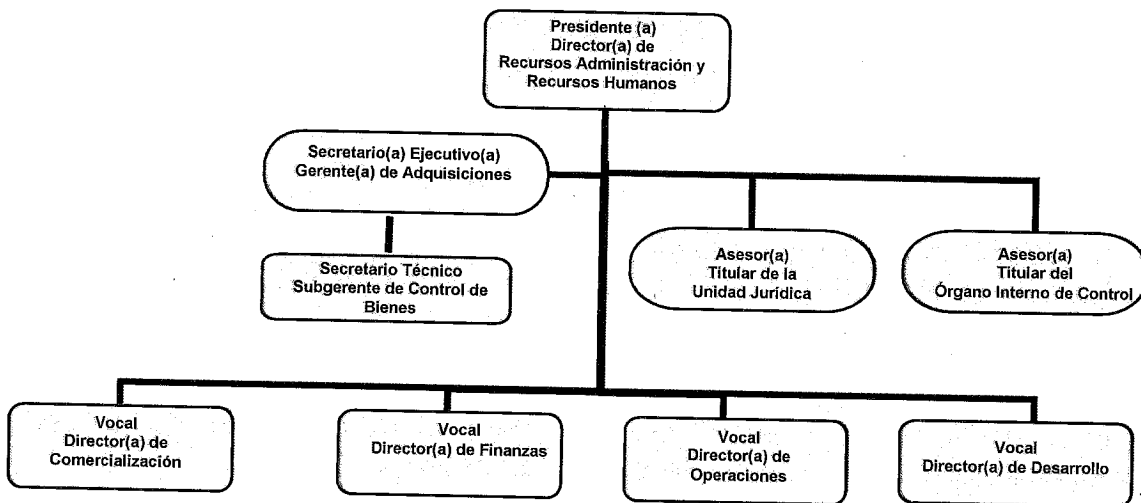 Presidente (a)
Director(a) de
Recursos Administración y
Recursos Humanos
Secretario(a) Ejecutivo(a)
Gerente(a) de Adquisiciones
Secretario Técnico
Subgerente de Control de
Bienes
Asesor(a)
Titular de la
Unidad Jurídica
Asesor(a)
Titular del
Órgano Interno de Control
Vocal
Director(a) de
Comercialización
Vocal
Director(a) de Finanzas
Vocal
Director(a) de
Operaciones
Vocal
Director(a) de Desarrollo